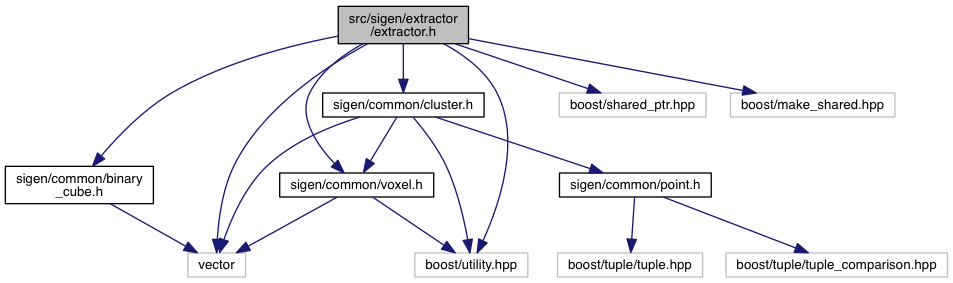 src/sigen/extractor
/extractor.h
sigen/common/cluster.h
boost/shared_ptr.hpp
boost/make_shared.hpp
sigen/common/binary
_cube.h
sigen/common/voxel.h
sigen/common/point.h
vector
boost/utility.hpp
boost/tuple/tuple.hpp
boost/tuple/tuple_comparison.hpp